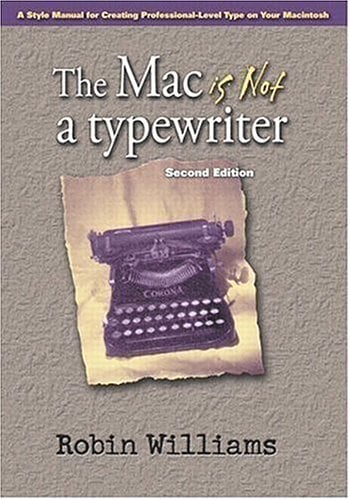 A Style Manual for Creating Professional-Level Type on Your Macintosh
The Mac is Not
a typewriter
Second Edition
CORONA
Robin Williams